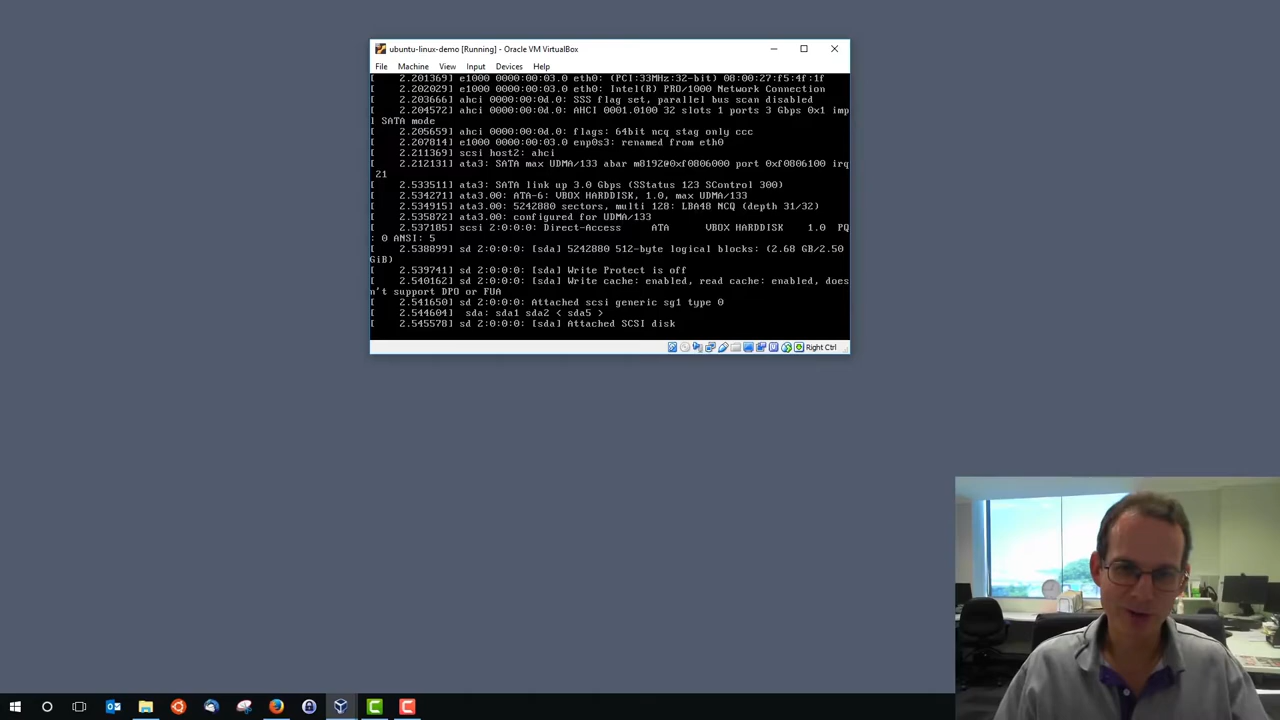 ubuntu-linux-demo [Running] - Oracle VM VirtualBox
File Machine View Input Devices Help
[    2.201369] e1000 0000:00:03.0 eth0: (PCI:33MHz:32-bit) 08:00:27:f5:4f:1f
[    2.202029] e1000 0000:00:03.0 eth0: Intel(R) PRO/1000 Network Connection
[    2.203666] ahci 0000:00:0d.0: SSS flag set, parallel bus scan disabled
[    2.204572] ahci 0000:00:0d.0: AHCI 0001.0100 32 slots 1 ports 3 Gbps 0x1 imp
l SATA mode
[    2.205659] ahci 0000:00:0d.0: flags: 64bit ncq stag only ccc
[    2.207814] e1000 0000:00:03.0 enp0s3: renamed from eth0
[    2.211369] scsi host2: ahci
[    2.212131] ata3: SATA max UDMA/133 abar m8192@0xf0806000 port 0xf0806100 irq
 21
[    2.533511] ata3: SATA link up 3.0 Gbps (SStatus 123 SControl 300)
[    2.534271] ata3.00: ATA-6: VBOX HARDDISK, 1.0, max UDMA/133
[    2.534915] ata3.00: 5242880 sectors, multi 128: LBA48 NCQ (depth 31/32)
[    2.535872] ata3.00: configured for UDMA/133
[    2.537185] scsi 2:0:0:0: Direct-Access     ATA      VBOX HARDDISK    1.0  PQ
: 0 ANSI: 5
[    2.538899] sd 2:0:0:0: [sda] 5242880 512-byte logical blocks: (2.68 GB/2.50
GiB)
[    2.539741] sd 2:0:0:0: [sda] Write Protect is off
[    2.540162] sd 2:0:0:0: [sda] Write cache: enabled, read cache: enabled, does
n't support DPO or FUA
[    2.541650] sd 2:0:0:0: Attached scsi generic sg1 type 0
[    2.544604]  sda: sda1 sda2 < sda5 >
[    2.545578] sd 2:0:0:0: [sda] Attached SCSI disk
Right Ctrl